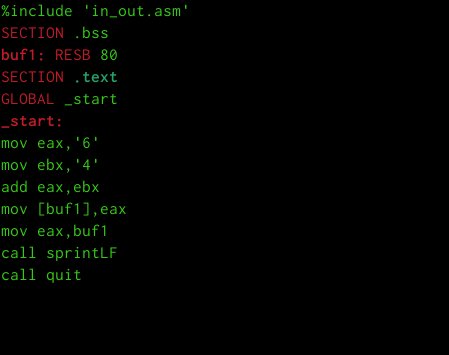 %include 'in_out.asm'
SECTION .bss
buf1: RESB 80
SECTION .text
GLOBAL _start
_start:
mov eax,'6'
mov ebx,'4'
add eax,ebx
mov [buf1],eax
mov eax,buf1
call sprintLF
call quit